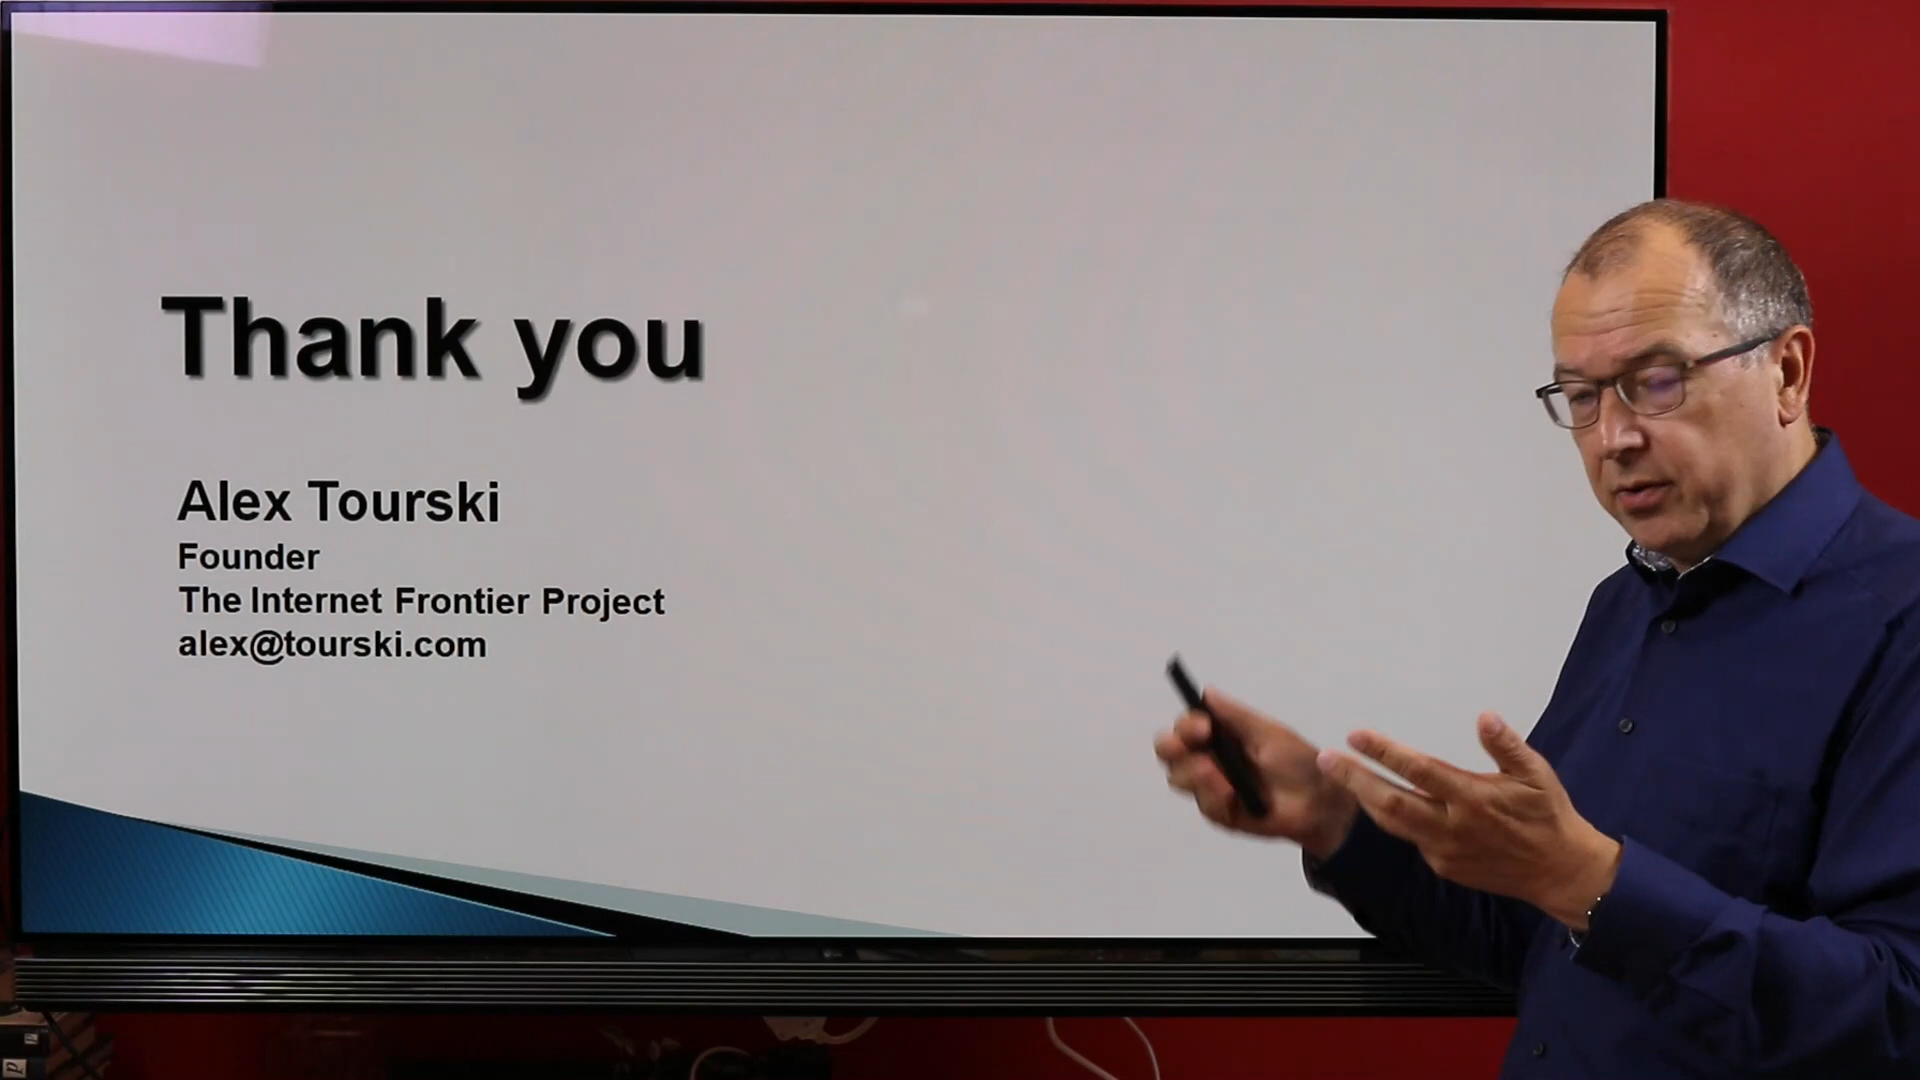 Thank you
Alex Tourski
Founder
The Internet Frontier Project
alex@tourski.com